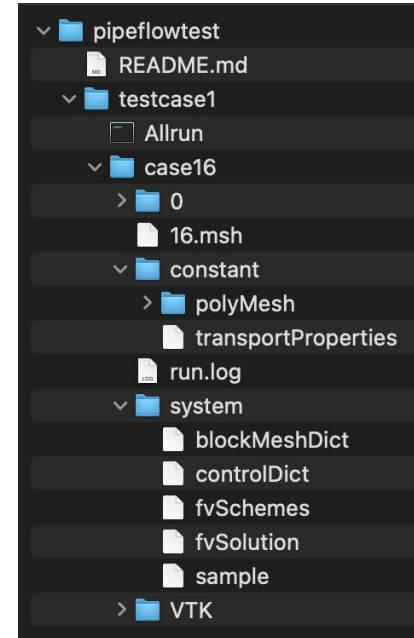 pipeflowtest
README.md
testcase1
Allrun
case16
0
16.msh
constant
polyMesh
transportProperties
run.log
system
blockMeshDict
controlDict
fvSchemes
fvSolution
sample
VTK